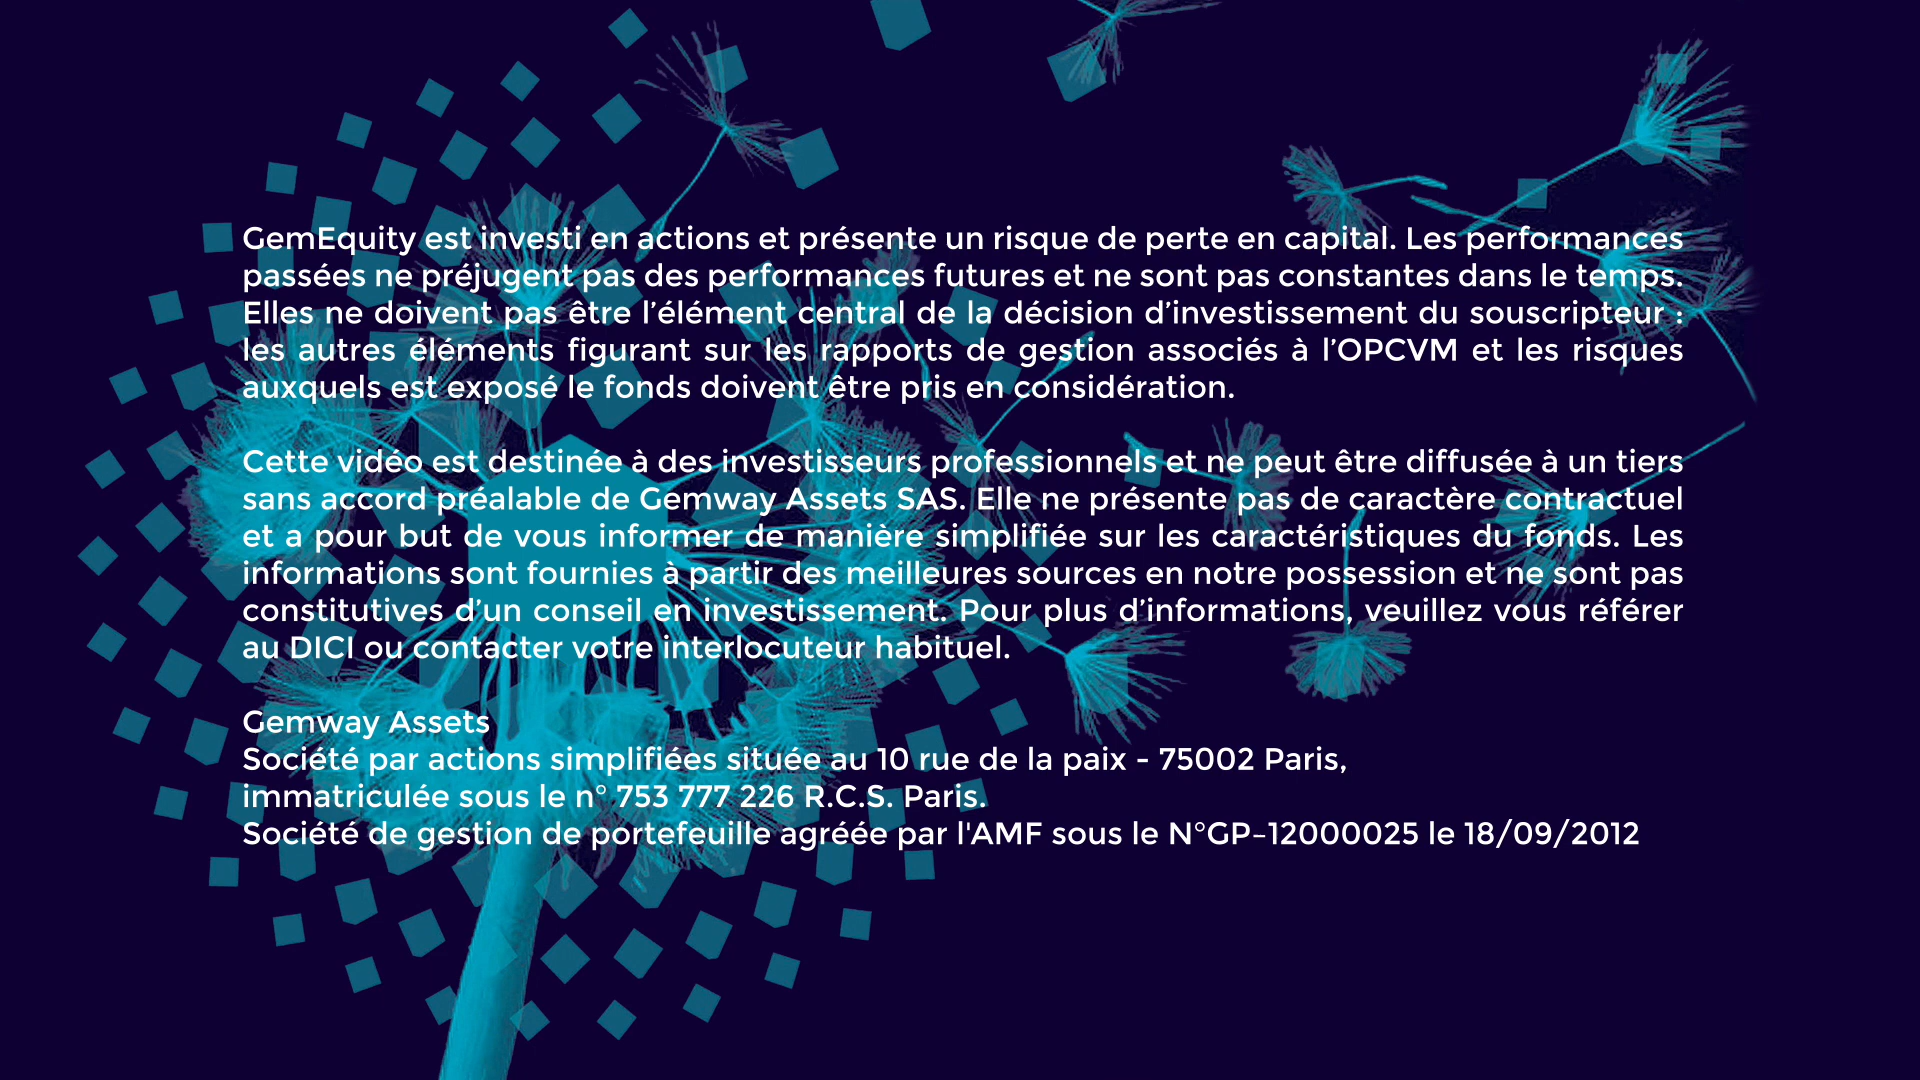 GemEquity est investi en actions et présente un risque de perte en capital. Les performances
passées ne préjugent pas des performances futures et ne sont pas constantes dans le temps.
Elles ne doivent pas être l’élément central de la décision d’investissement du souscripteur :
les autres éléments figurant sur les rapports de gestion associés à l’OPCVM et les risques
auxquels est exposé le fonds doivent être pris en considération.
Cette vidéo est destinée à des investisseurs professionnels et ne peut être diffusée à un tiers
sans accord préalable de Gemway Assets SAS. Elle ne présente pas de caractère contractuel
et a pour but de vous informer de manière simplifiée sur les caractéristiques du fonds. Les
informations sont fournies à partir des meilleures sources en notre possession et ne sont pas
constitutives d’un conseil en investissement. Pour plus d’informations, veuillez vous référer
au DICI ou contacter votre interlocuteur habituel.
Gemway Assets
Société par actions simplifiées située au 10 rue de la paix - 75002 Paris,
immatriculée sous le n° 753 777 226 R.C.S. Paris.
Société de gestion de portefeuille agréée par l'AMF sous le N°GP–12000025 le 18/09/2012